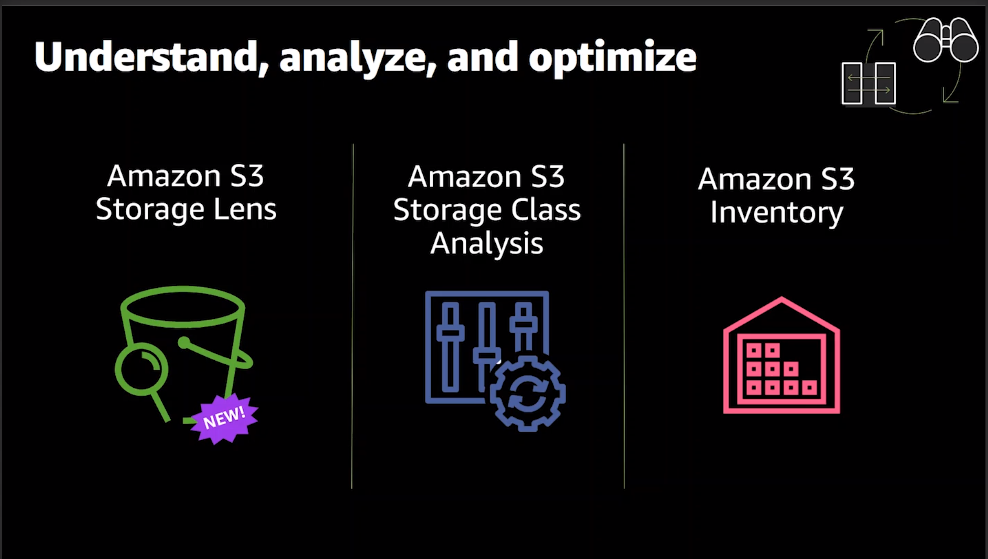 Understand, analyze, and optimize
Amazon S3
Storage Lens
Amazon S3
Storage Class
Analysis
Amazon S3
Inventory
NEW!